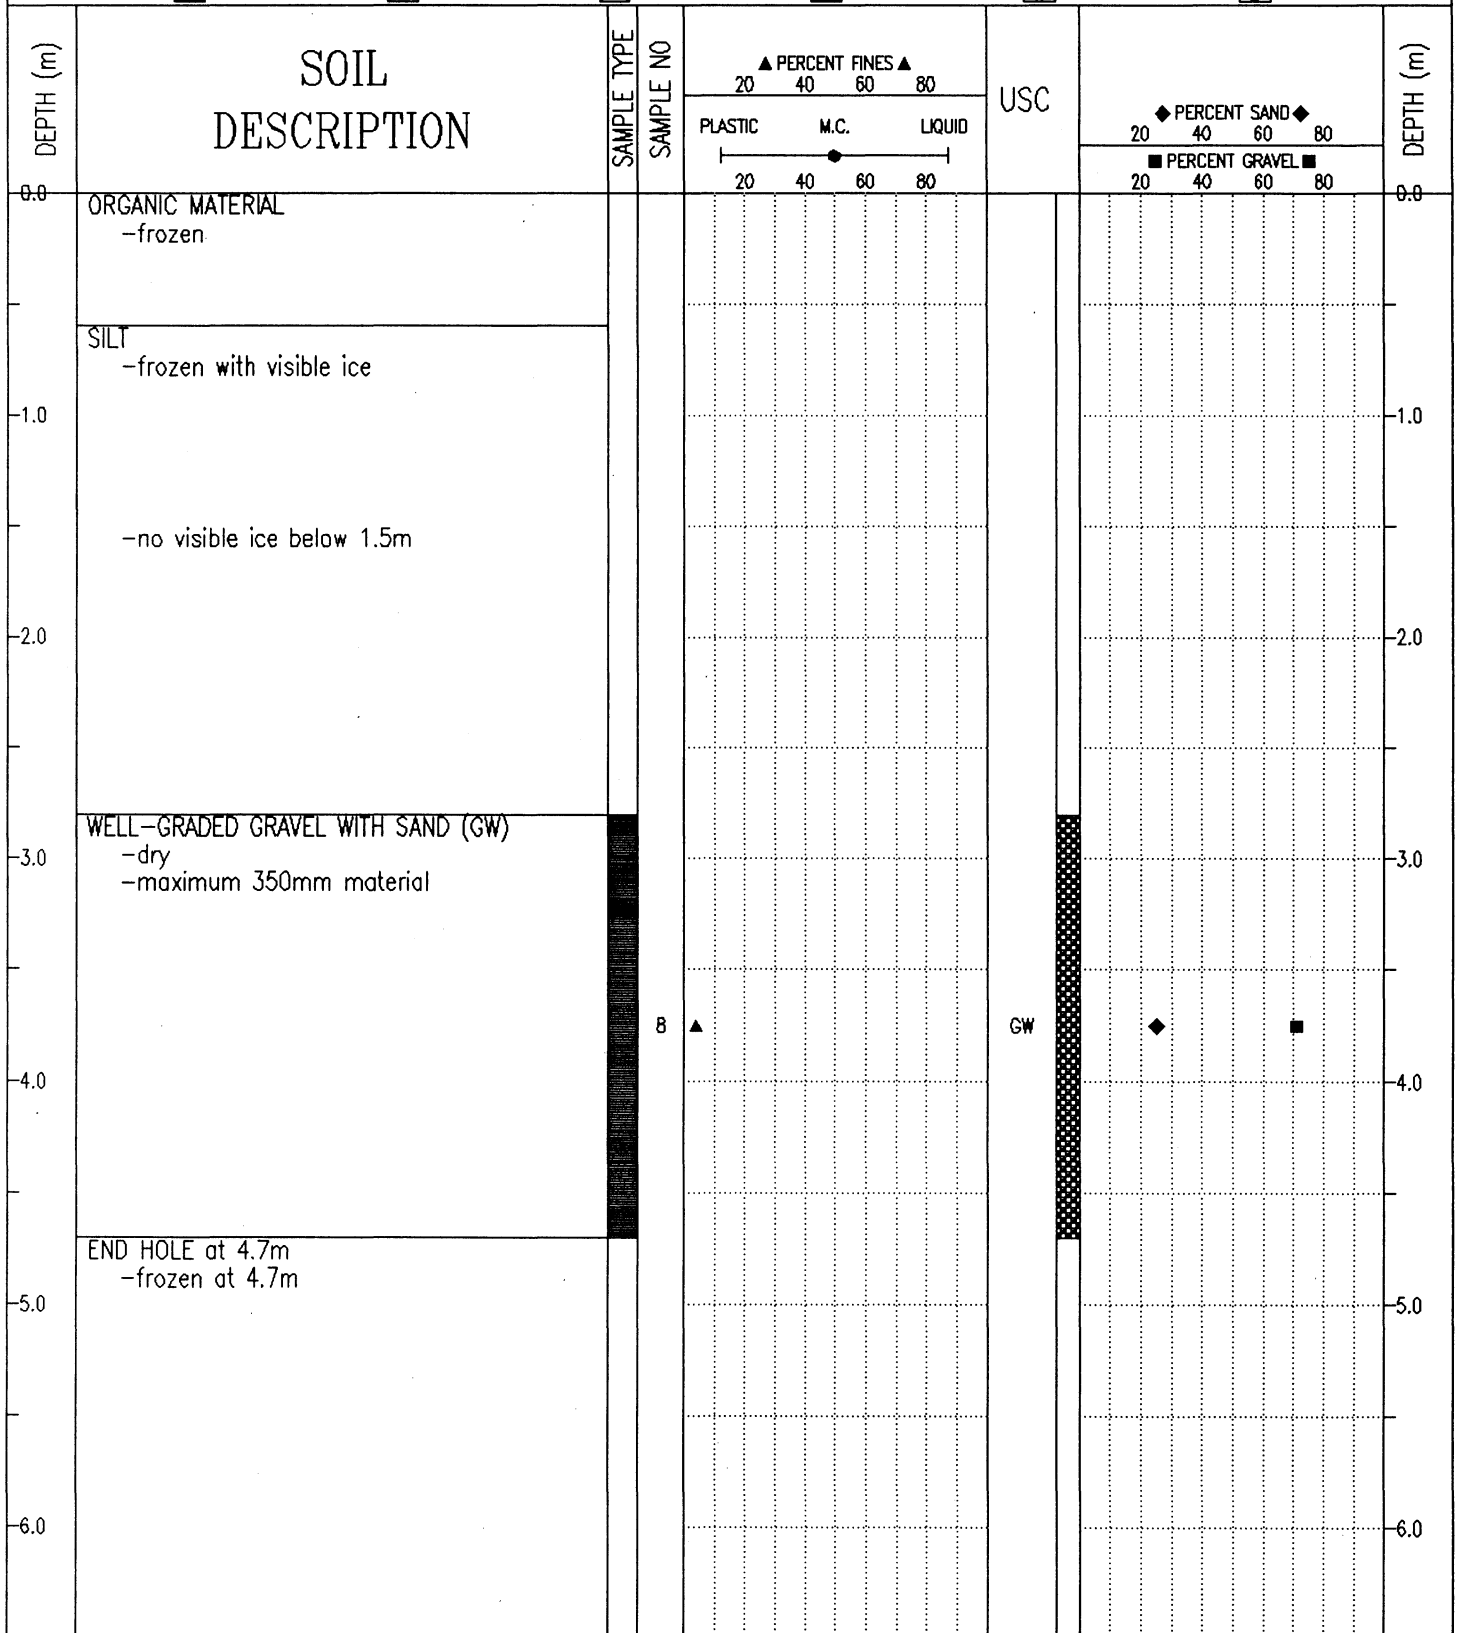 DEPTH (m)
SOIL
DESCRIPTION
SAMPLE TYPE
SAMPLE NO
▲ PERCENT FINES ▲
20 40 60 80
PLASTIC M.C. LIQUID
20 40 60 80
USC
◆ PERCENT SAND ◆
20 40 60 80
■ PERCENT GRAVEL ■
20 40 60 80
DEPTH (m)
0.0
ORGANIC MATERIAL
0.0
-frozen
SILT
-frozen with visible ice
1.0
1.0
-no visible ice below 1.5m
2.0
2.0
WELL-GRADED GRAVEL WITH SAND (GW)
-dry
3.0
3.0
-maximum 350mm material
8
GW
4.0
4.0
END HOLE at 4.7m
-frozen at 4.7m
5.0
5.0
6.0
6.0